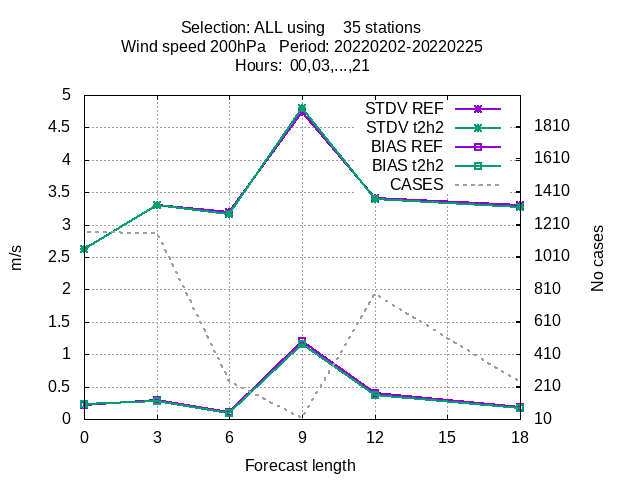 Selection: ALL using 35 stations
Wind speed 200hPa Period: 20220202-20220225
Hours: 00,03,...,21
STDV REF
STDV t2h2
BIAS REF
BIAS t2h2
CASES
5
4.5
4
3.5
3
2.5
2
1.5
1
0.5
0
m/s
1810
1610
1410
1210
1010
810
610
410
210
10
No cases
0 3 6 9 12 15 18
Forecast length